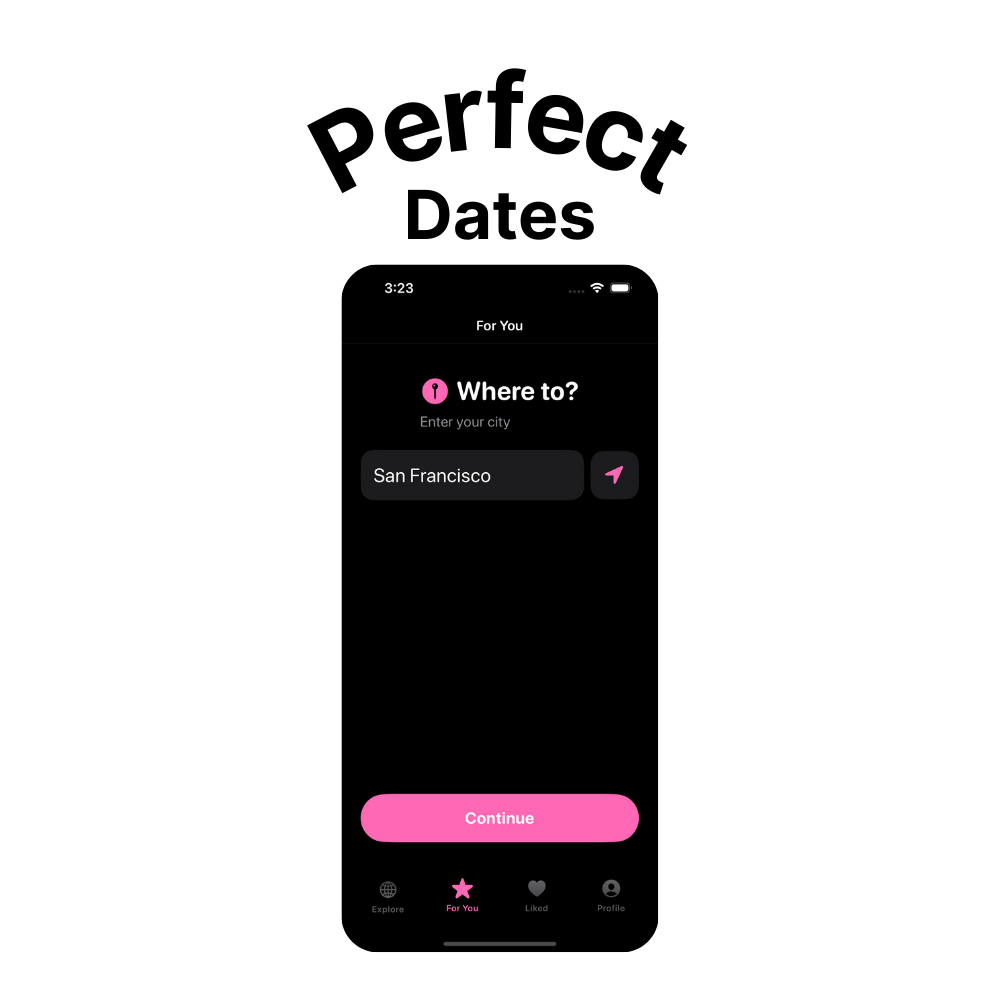 Perfect
Dates
3:23
For You
Where to?
Enter your city
San Francisco
Continue
Explore For You Liked Profile